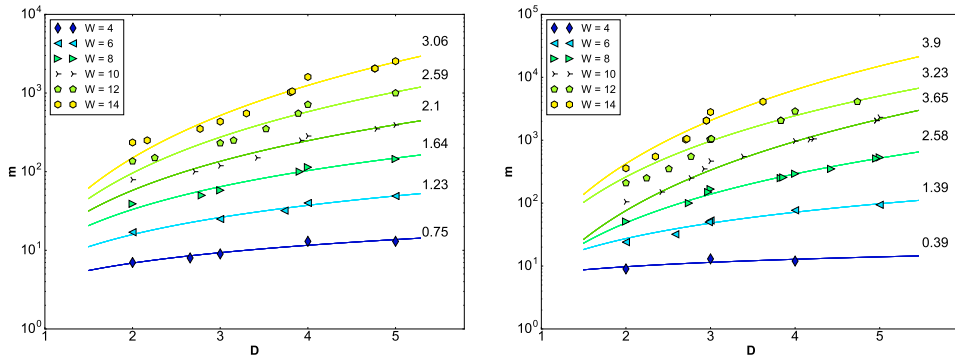 10^4
10^3
10^2
10^1
10^0
m
W = 4
W = 6
W = 8
W = 10
W = 12
W = 14
3.06
2.59
2.1
1.64
1.23
0.75
1 2 3 4 5
D
10^5
10^4
10^3
10^2
10^1
10^0
m
W = 4
W = 6
W = 8
W = 10
W = 12
W = 14
3.9
3.23
3.65
2.58
1.39
0.39
1 2 3 4 5
D